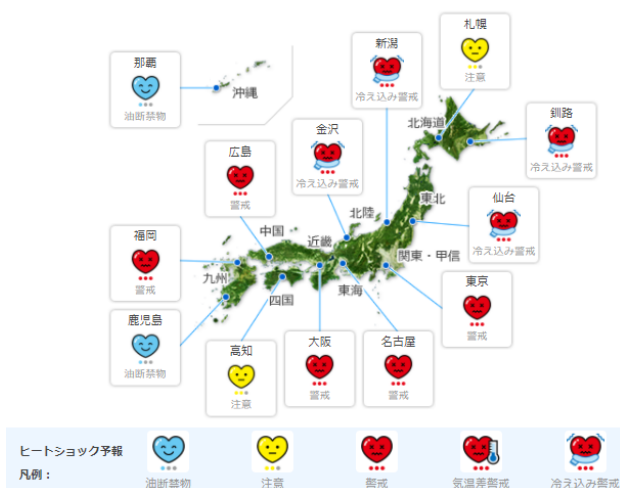 札幌
注意
新潟
冷え込み警戒
那覇
油断禁物
沖縄
釧路
冷え込み警戒
北海道
金沢
冷え込み警戒
広島
警戒
仙台
冷え込み警戒
東北
北陸
福岡
警戒
中国
近畿
関東・甲信
九州
東京
警戒
四国
東海
鹿児島
油断禁物
高知
注意
大阪
警戒
名古屋
警戒
ヒートショック予報
凡例：
油断禁物
注意
警戒
気温差警戒
冷え込み警戒